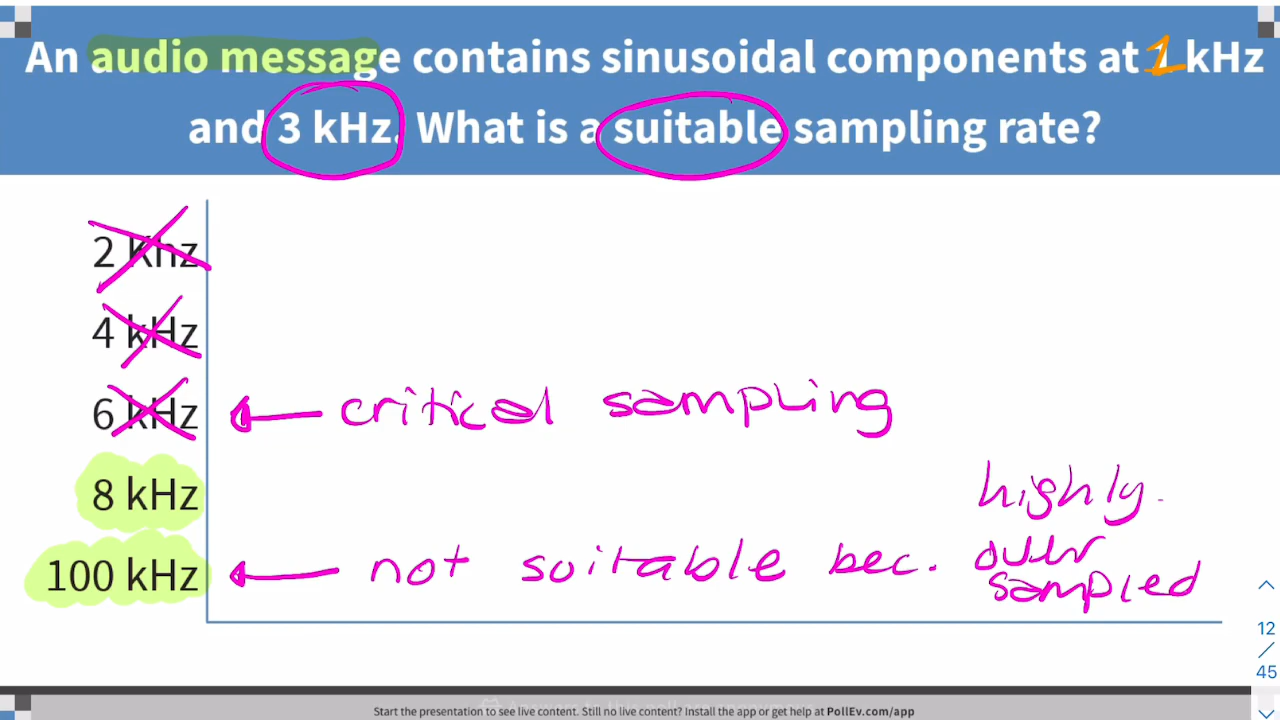 An audio message contains sinusoidal components at 1 kHz
and 3 kHz. What is a suitable sampling rate?
2 Khz
4 kHz
6 kHz ← critical sampling
8 kHz
highly.
100 kHz ← not suitable bec. over
sampled
12
/
45
Start the presentation to see live content. Still no live content? Install the app or get help at PollEv.com/app